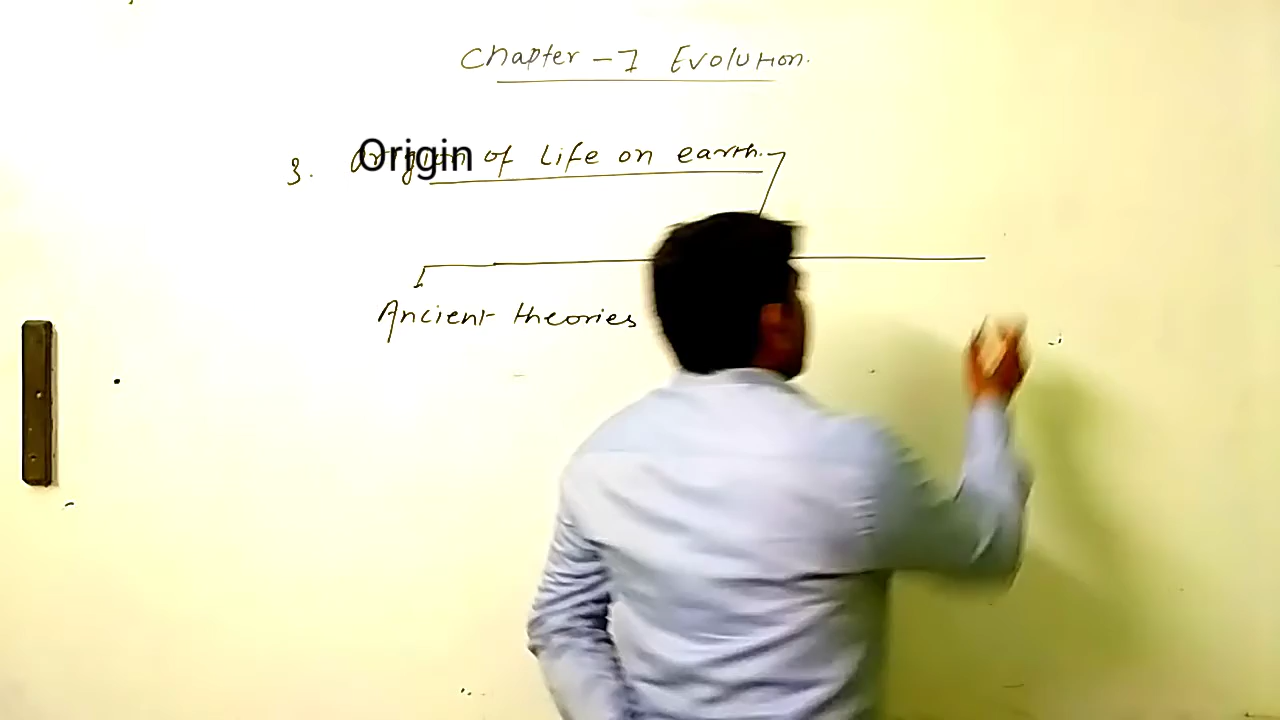 Chapter - 7 Evolution.
3. Origin of Life on earth.
Ancient theories